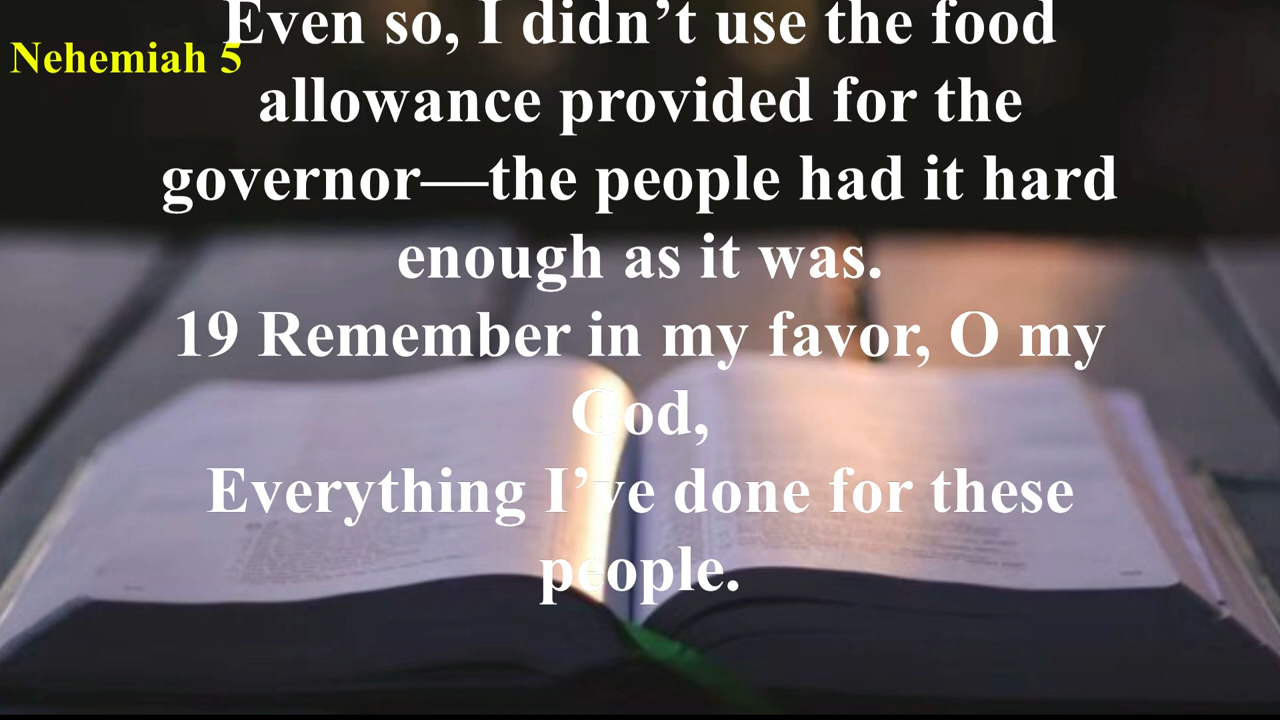 Nehemiah 5
Even so, I didn’t use the food
allowance provided for the
governor—the people had it hard
enough as it was.
19 Remember in my favor, O my
God,
Everything I’ve done for these
people.